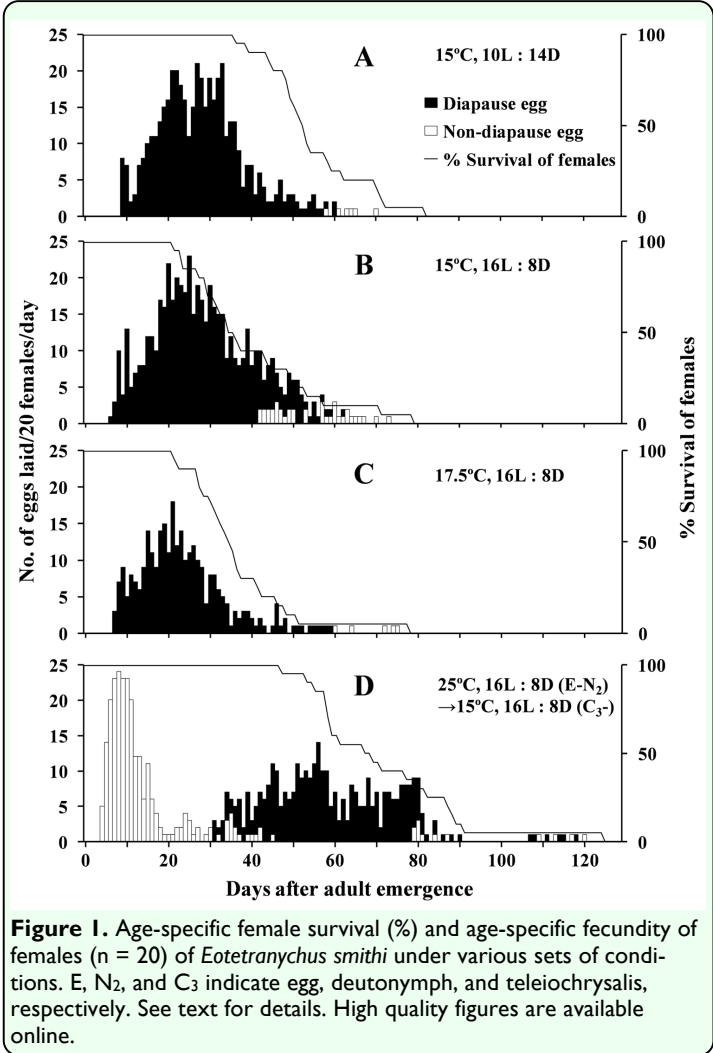 25
20
15
10
5
0
A
15ºC, 10L : 14D
Diapause egg
Non-diapause egg
% Survival of females
100
50
0
25
20
15
10
5
0
B
15ºC, 16L : 8D
100
50
0
No. of eggs laid/20 females/day
% Survival of females
25
20
15
10
5
0
C
17.5ºC, 16L : 8D
100
50
0
25
20
15
10
5
0
D
25ºC, 16L : 8D (E-N2)
→15ºC, 16L : 8D (C3-)
100
50
0
0 20 40 60 80 100 120
Days after adult emergence
Figure 1. Age-specific female survival (%) and age-specific fecundity of
females (n = 20) of Eotetranychus smithi under various sets of condi-
tions. E, N2, and C3 indicate egg, deutonymph, and teleiochrysalis,
respectively. See text for details. High quality figures are available
online.